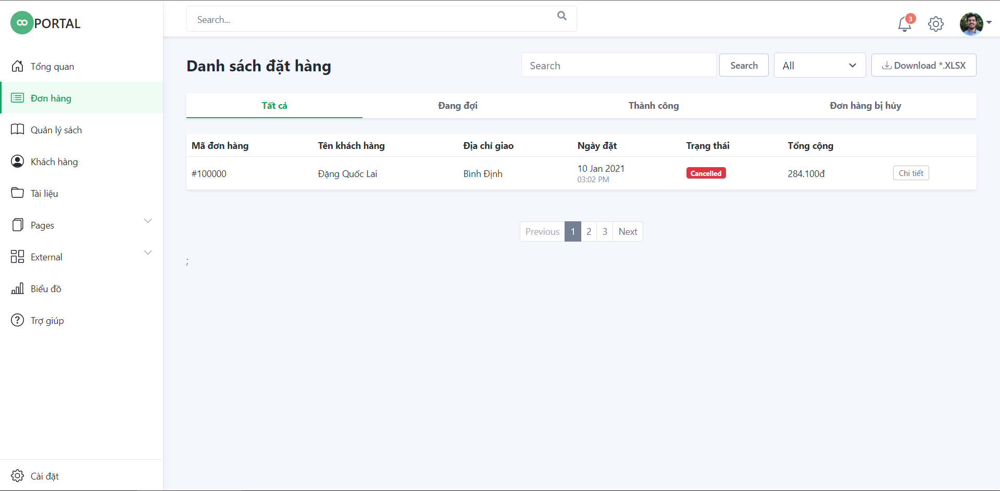 PORTAL
Search...
3
Tổng quan
Đơn hàng
Quản lý sách
Khách hàng
Tài liệu
Pages
External
Biểu đồ
Trợ giúp
Cài đặt
Danh sách đặt hàng
Search
Search
All
Download *.XLSX
Tất cả Đang đợi Thành công Đơn hàng bị hủy
Mã đơn hàng Tên khách hàng Địa chỉ giao Ngày đặt Trạng thái Tổng cộng
#100000 Đặng Quốc Lai Bình Định 10 Jan 2021 Cancelled 284.100đ Chi tiết
03:02 PM
Previous 1 2 3 Next
;